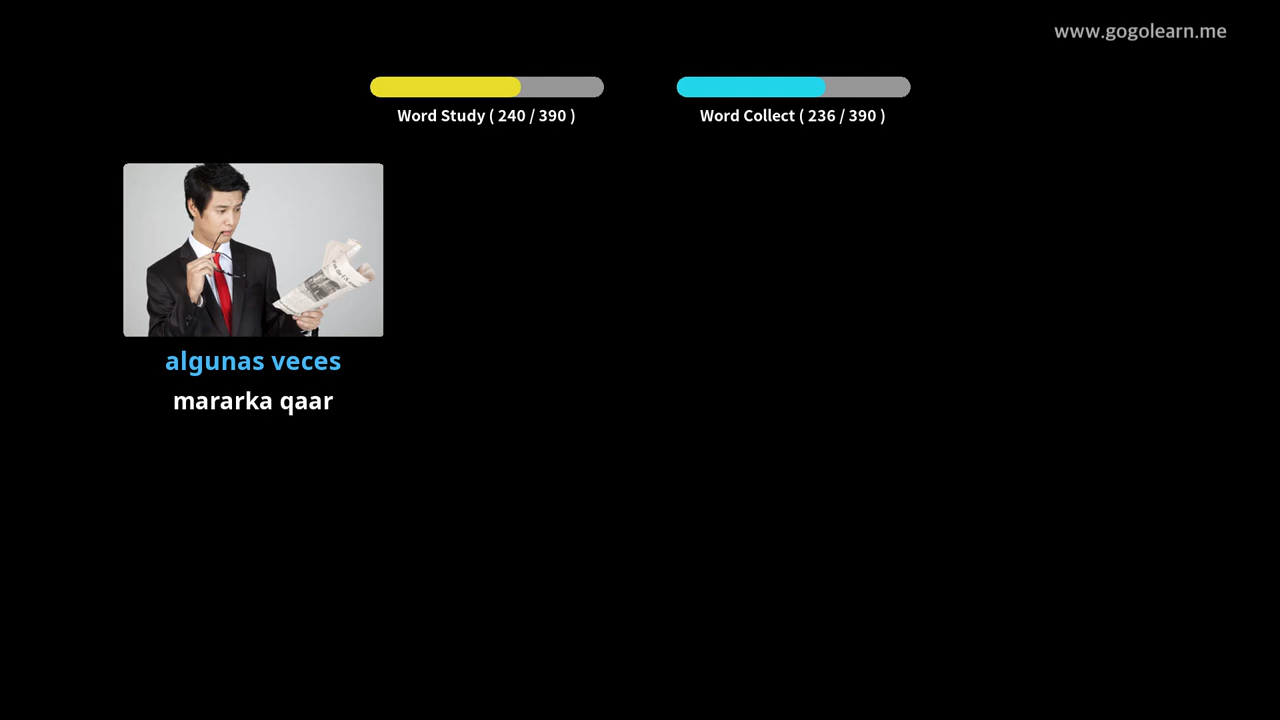 www.gogolearn.me
Word Study ( 240 / 390 )
Word Collect ( 236 / 390 )
algunas veces
mararka qaar